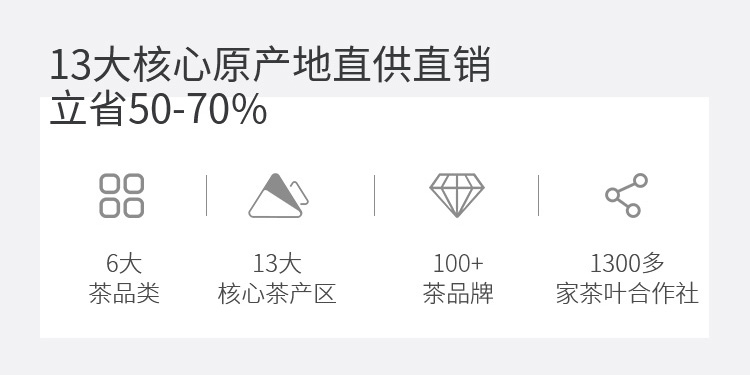 13大核心原产地直供直销
立省50-70%
6大
茶品类
13大
核心茶产区
100+
茶品牌
1300多
家茶叶合作社